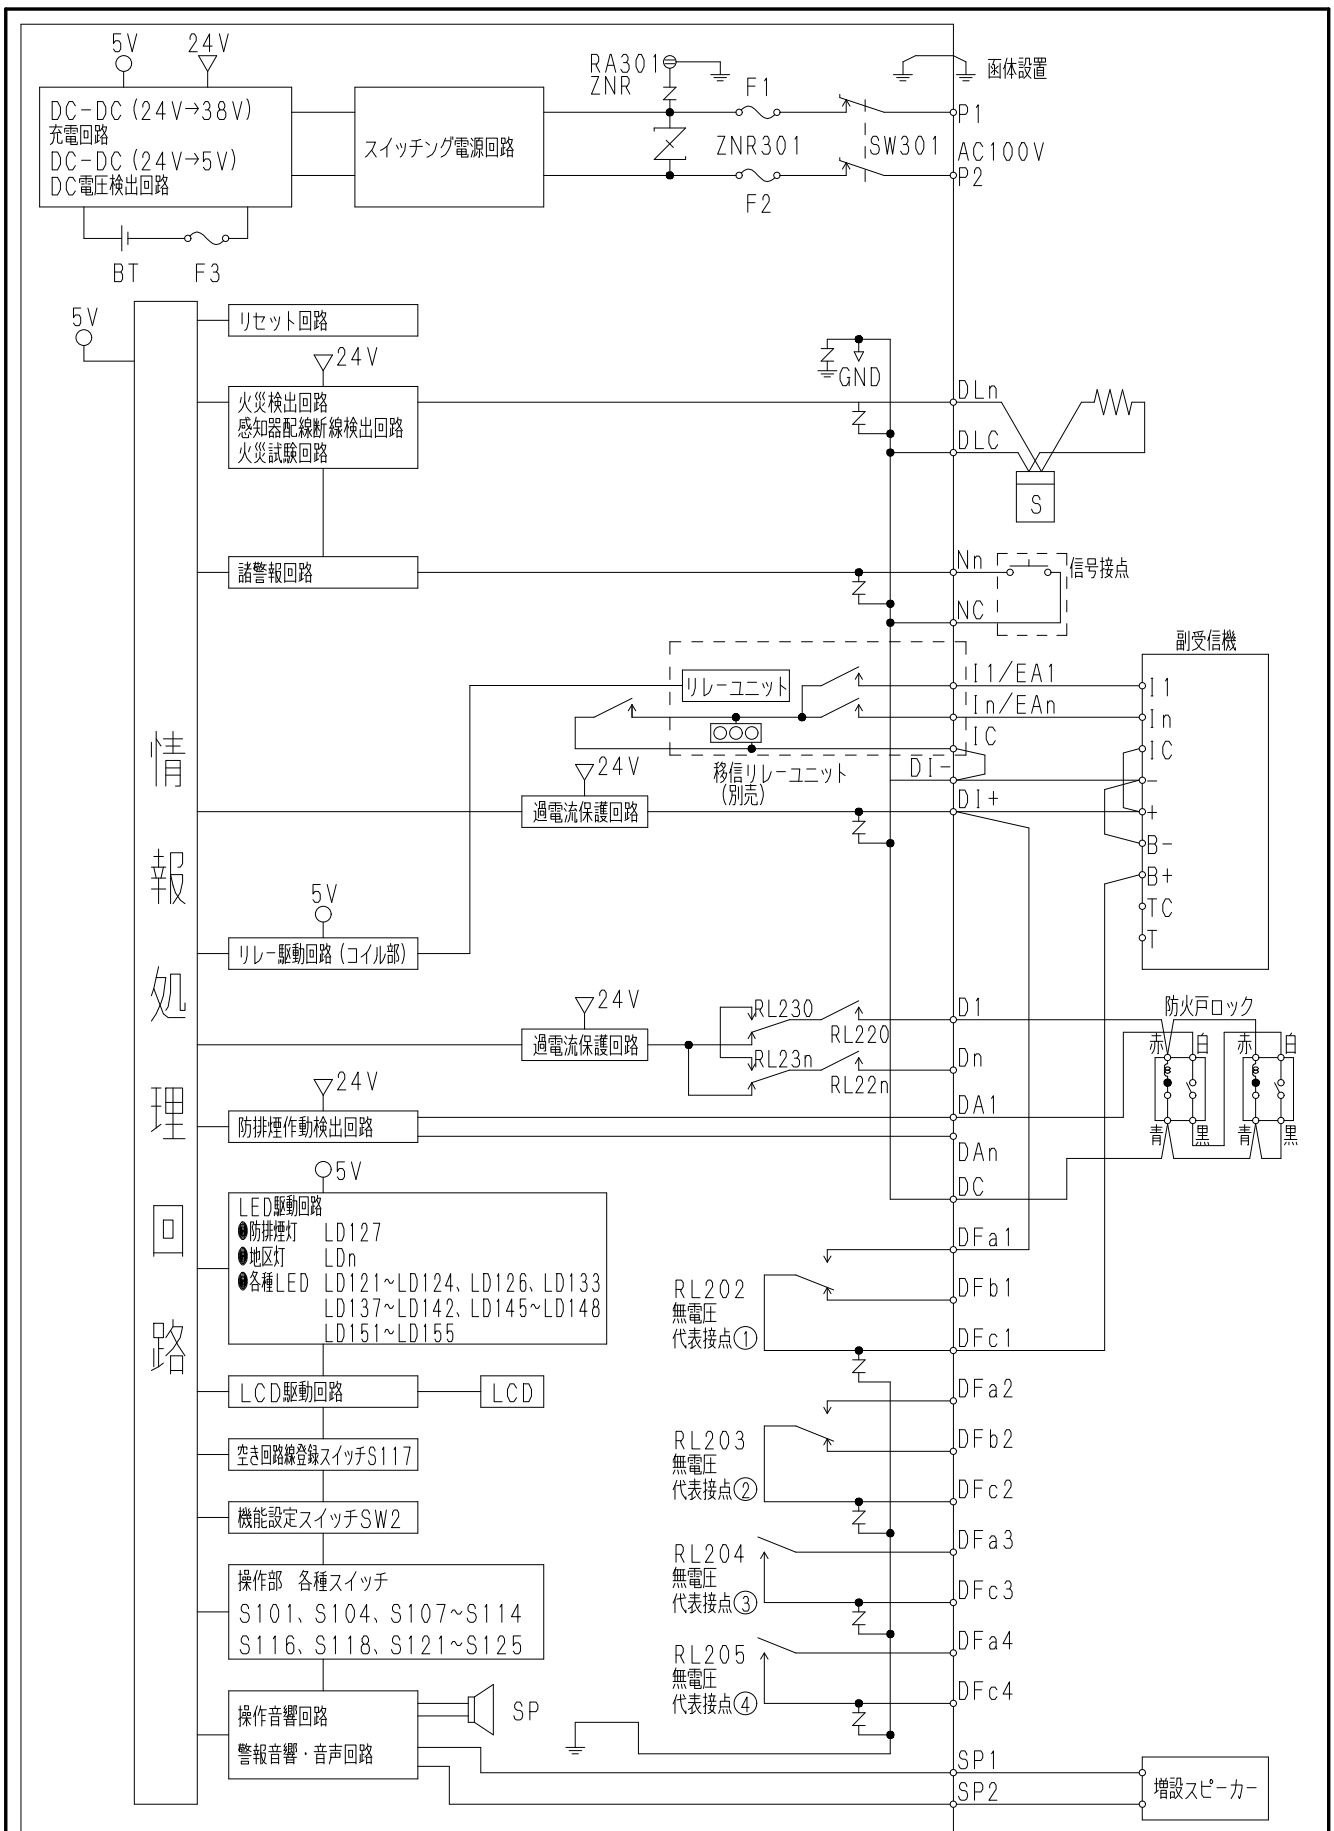 5V
24V
DC-DC(24V→38V)
充電回路
DC-DC(24V→5V)
DC電圧検出回路
スイッチング電源回路
RA301
ZNR
F1
ZNR301
SW301
函体設置
P1
AC100V
P2
F2
BT
F3
5V
リセット回路
24V
火災検出回路
感知器配線断線検出回路
火災試験回路
GND
DLn
DLC
S
諸警報回路
Nn
NC
信号接点
副受信機
リレーユニット
I1/EA1
In/EAn
IC
DI-
DI+
移信リレーユニット
(別売)
24V
過電流保護回路
I1
In
IC
-
+
B-
B+
TC
T
情報処理回路
5V
リレー駆動回路(コイル部)
24V
過電流保護回路
RL230
RL220
RL23n
RL22n
D1
Dn
防火戸ロック
赤
白
赤
白
青
黒
青
黒
24V
防排煙作動検出回路
DA1
DAn
DC
5V
LED駆動回路
●防排煙灯 LD127
●地区灯 LDn
●各種LED LD121~LD124、LD126、LD133
LD137~LD142、LD145~LD148
LD151~LD155
RL202
無電圧
代表接点①
DFa1
DFb1
DFc1
LCD駆動回路
LCD
空き回路線登録スイッチS117
機能設定スイッチSW2
RL203
無電圧
代表接点②
DFa2
DFb2
DFc2
操作部 各種スイッチ
S101、S104、S107~S114
S116、S118、S121~S125
RL204
無電圧
代表接点③
DFa3
DFc3
RL205
無電圧
代表接点④
DFa4
DFc4
操作音響回路
警報音響・音声回路
SP
SP1
SP2
増設スピーカー